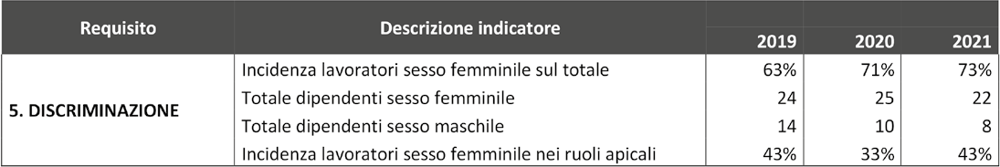 Requisito Descrizione indicatore
2019 2020 2021
Incidenza lavoratori sesso femminile sul totale 63% 71% 73%
5. DISCRIMINAZIONE
Totale dipendenti sesso femminile 24 25 22
Totale dipendenti sesso maschile 14 10 8
Incidenza lavoratori sesso femminile nei ruoli apicali 43% 33% 43%